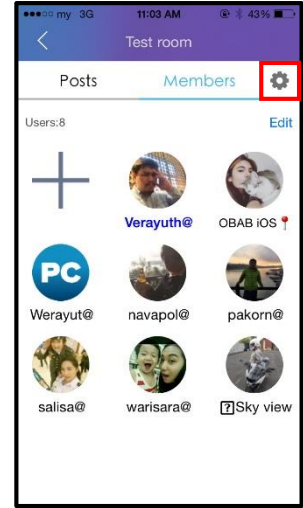 my 3G 11:03 AM 43%
Test room
Posts Members
Users:8 Edit
Verayuth@ OBAB iOS📍
PC
Werayut@ navapol@ pakorn@
salisa@ warisara@ ?Sky view